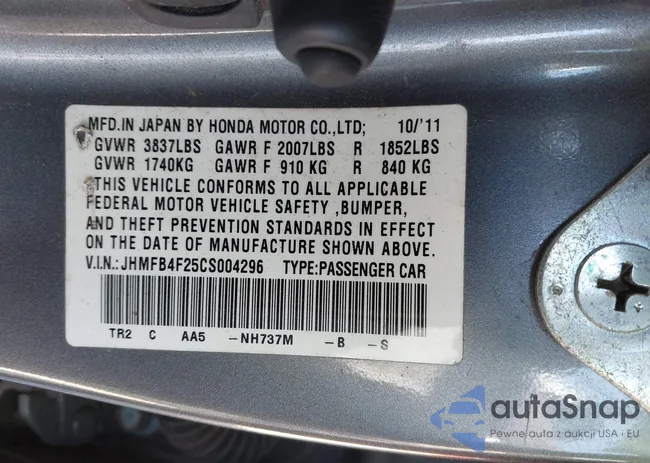 MFD.IN JAPAN BY HONDA MOTOR CO.,LTD; 10/'11
GVWR 3837LBS GAWR F 2007LBS R 1852LBS
GVWR 1740KG GAWR F 910 KG R 840 KG
THIS VEHICLE CONFORMS TO ALL APPLICABLE
FEDERAL MOTOR VEHICLE SAFETY ,BUMPER,
AND THEFT PREVENTION STANDARDS IN EFFECT
ON THE DATE OF MANUFACTURE SHOWN ABOVE.
V.I.N.:JHMFB4F25CS004296 TYPE:PASSENGER CAR
TR2 C AA5 -NH737M -B -S
autaSnap
Pewne auta z aukcji USA i EU